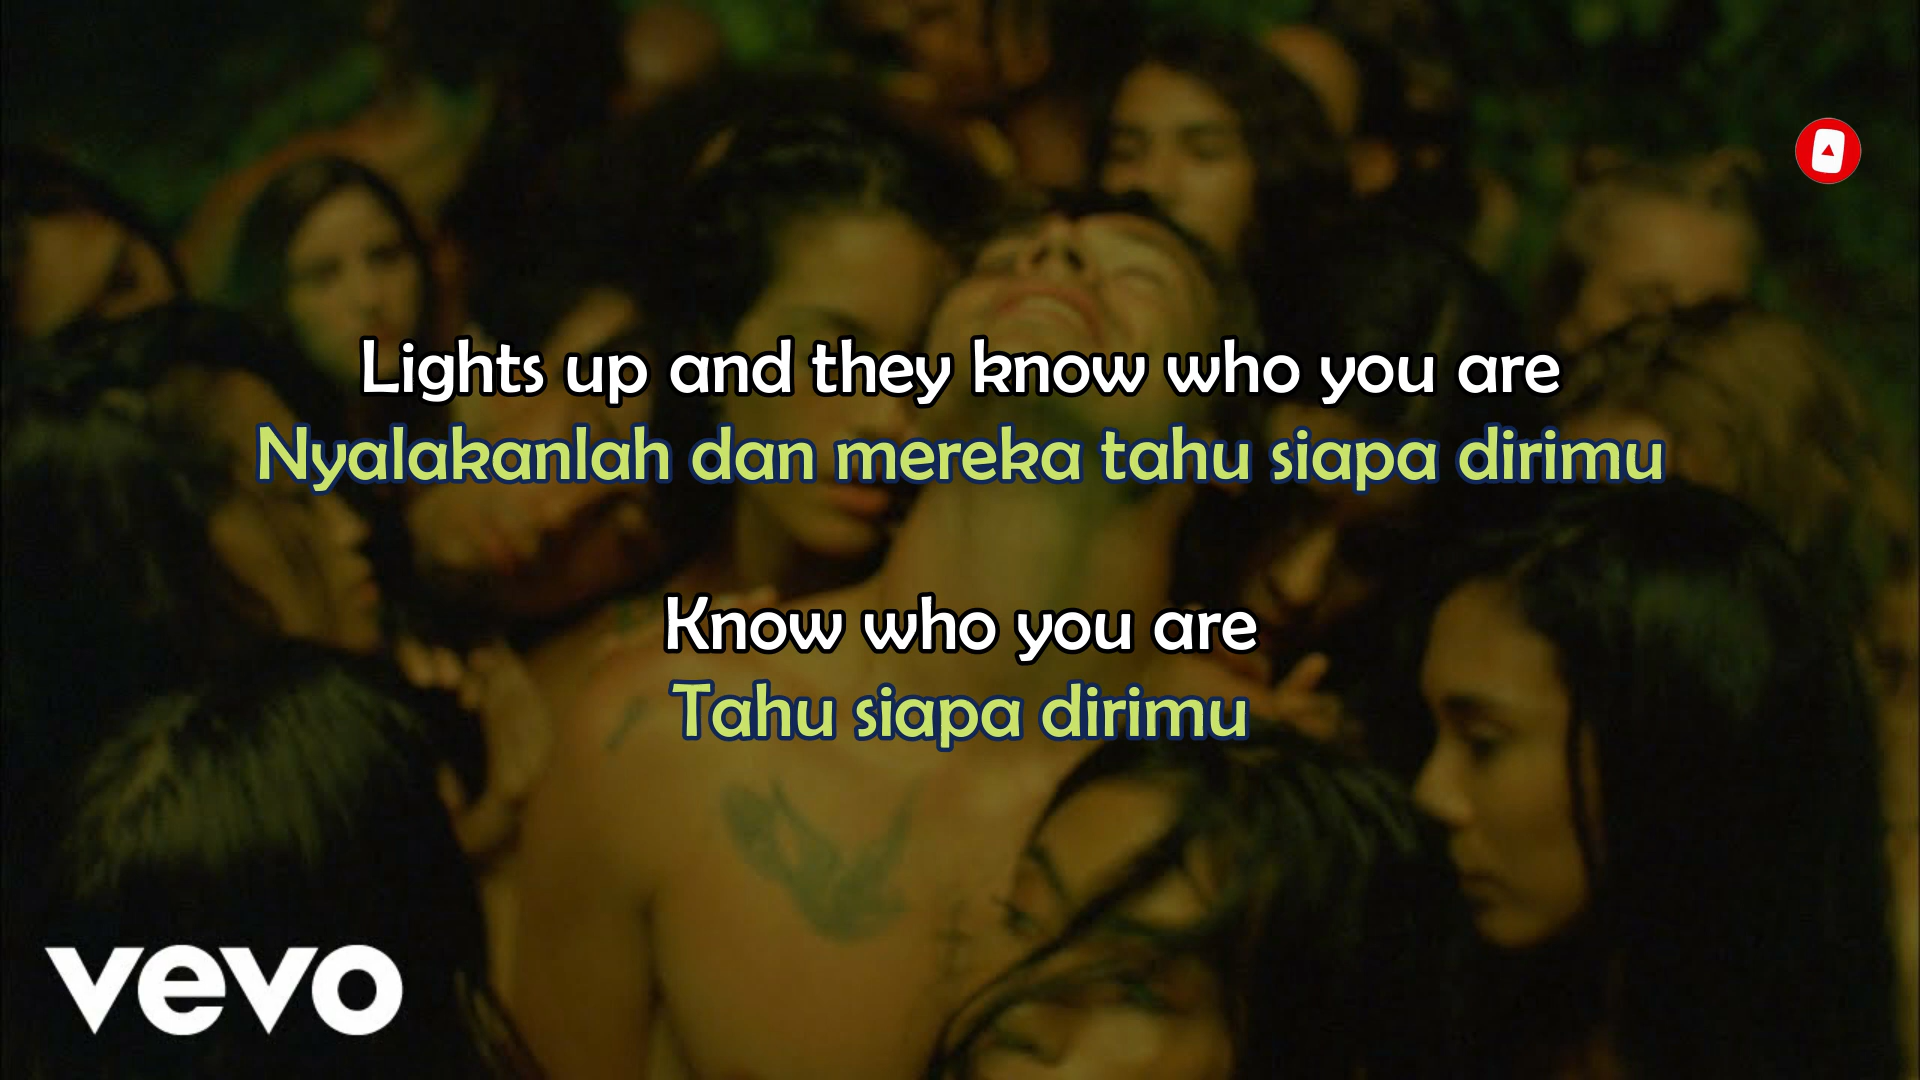 Lights up and they know who you are
Nyalakanlah dan mereka tahu siapa dirimu
Know who you are
Tahu siapa dirimu
vevo